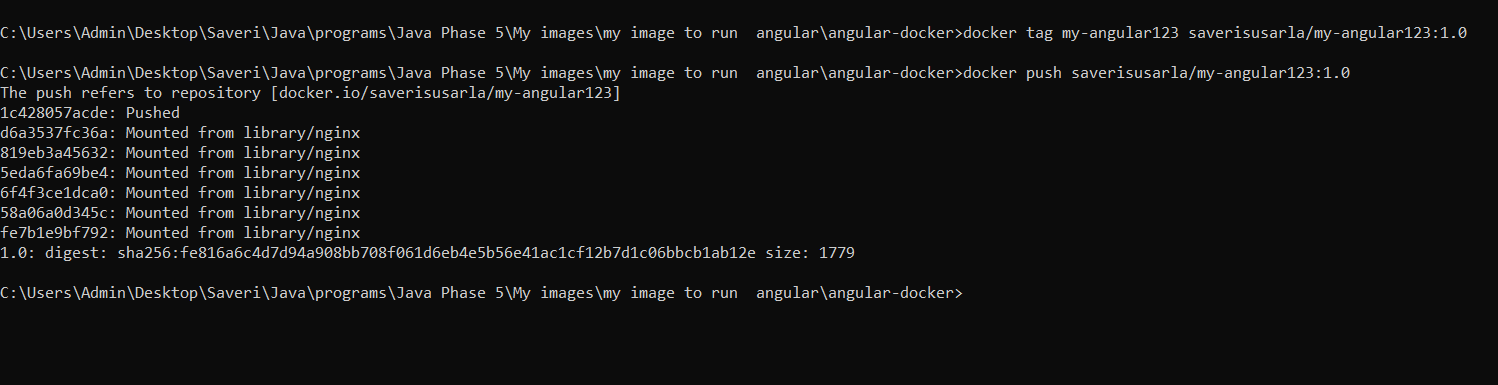 C:\Users\Admin\Desktop\Saveri\Java\programs\Java Phase 5\My images\my image to run  angular\angular-docker>docker tag my-angular123 saverisusarla/my-angular123:1.0
C:\Users\Admin\Desktop\Saveri\Java\programs\Java Phase 5\My images\my image to run  angular\angular-docker>docker push saverisusarla/my-angular123:1.0
The push refers to repository [docker.io/saverisusarla/my-angular123]
1c428057acde: Pushed
d6a3537fc36a: Mounted from library/nginx
819eb3a45632: Mounted from library/nginx
5eda6fa69be4: Mounted from library/nginx
6f4f3ce1dca0: Mounted from library/nginx
58a06a0d345c: Mounted from library/nginx
fe7b1e9bf792: Mounted from library/nginx
1.0: digest: sha256:fe816a6c4d7d94a908bb708f061d6eb4e5b56e41ac1cf12b7d1c06bbcb1ab12e size: 1779
C:\Users\Admin\Desktop\Saveri\Java\programs\Java Phase 5\My images\my image to run  angular\angular-docker>